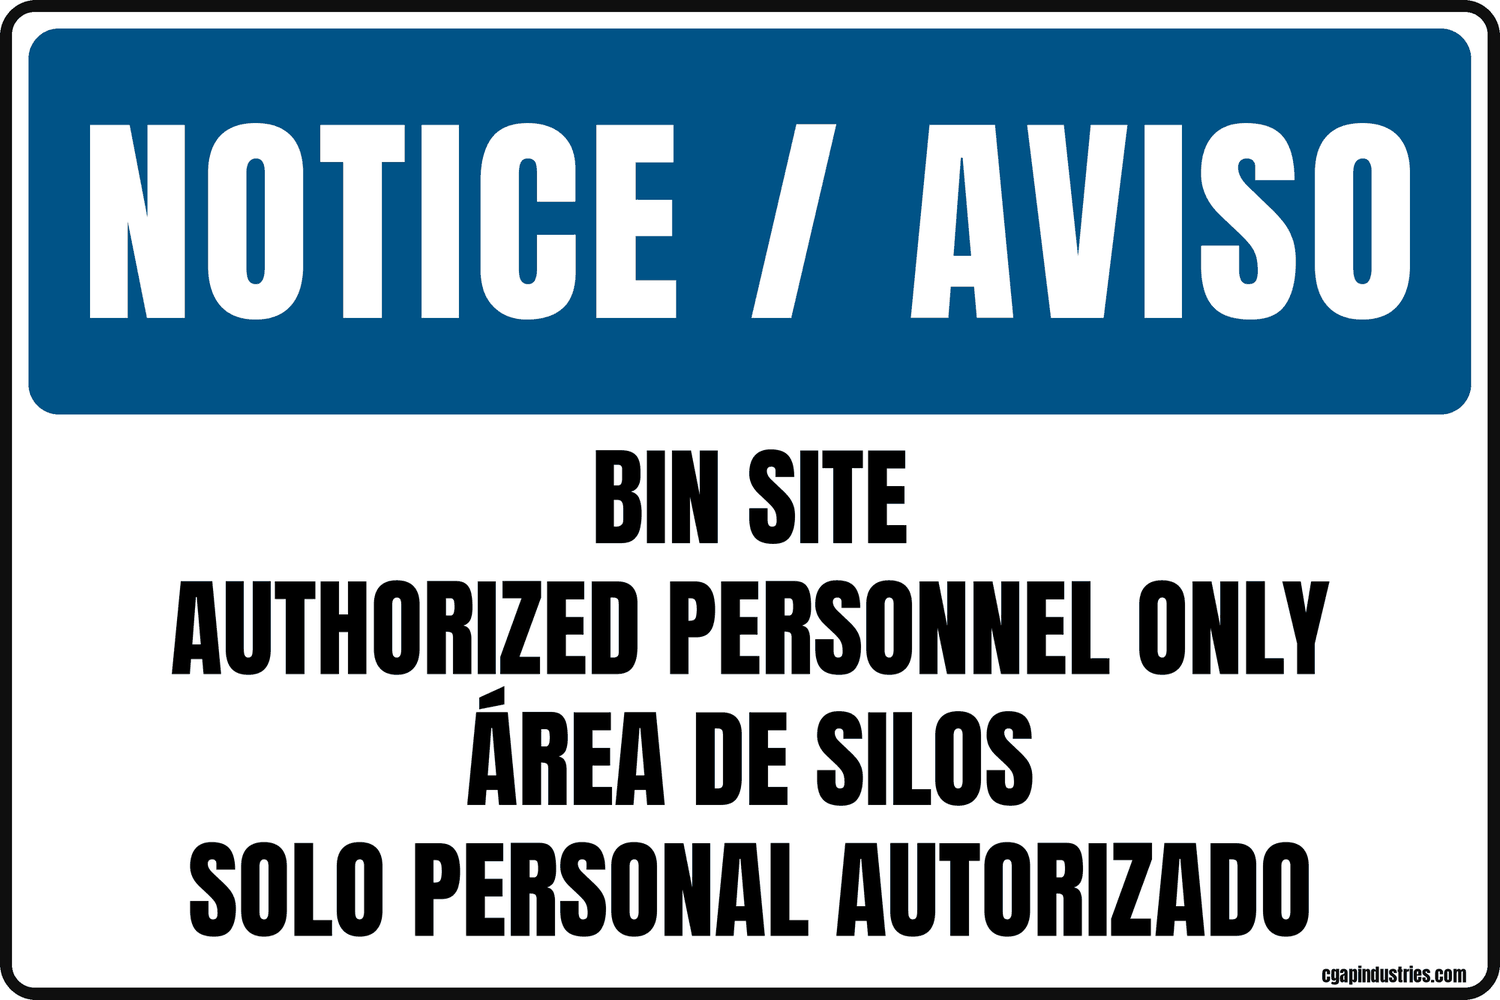 NOTICE / AVISO
BIN SITE
AUTHORIZED PERSONNEL ONLY
ÁREA DE SILOS
SOLO PERSONAL AUTORIZADO
cgapindustries.com